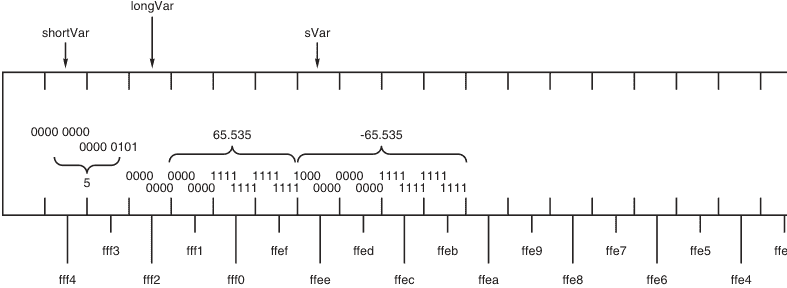 longVar
shortVar
sVar
65.535
-65.535
0000 0000
0000 0101
5
0000
0000
0000
0000
1111
1111
1111
1111
1000
0000
0000
0000
1111
1111
1111
1111
fff3
fff1
ffef
ffed
ffeb
ffe9
ffe7
ffe5
ffe
fff4
fff2
fff0
ffee
ffec
ffea
ffe8
ffe6
ffe4